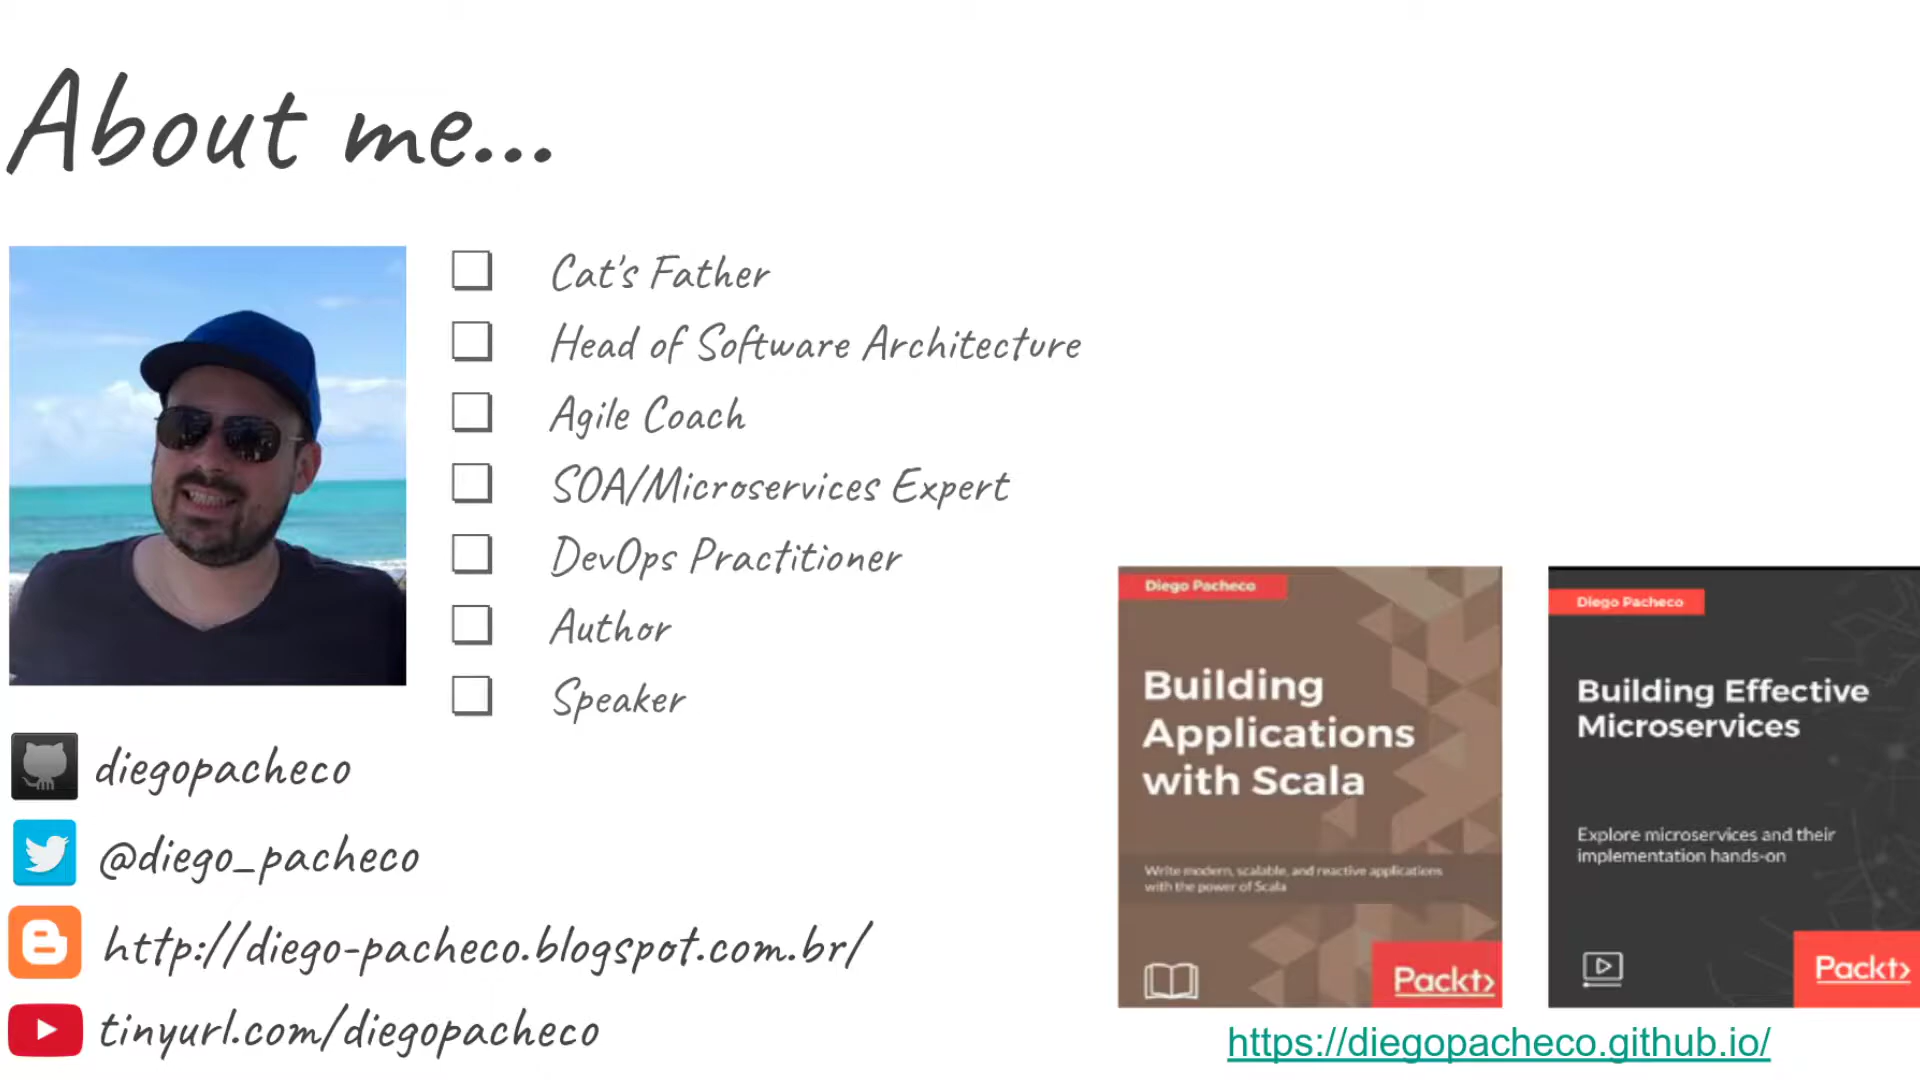 About me...
Cat's Father
Head of Software Architecture
Agile Coach
SOA/Microservices Expert
DevOps Practitioner
Author
Speaker
diegopacheco
@diego_pacheco
http://diego-pacheco.blogspot.com.br/
tinyurl.com/diegopacheco
Diego Pacheco
Building
Applications
with Scala
Write modern, scalable, and reactive applications
with the power of Scala
Packt>
Diego Pacheco
Building Effective
Microservices
Explore microservices and their
implementation hands-on
Packt>
https://diegopacheco.github.io/